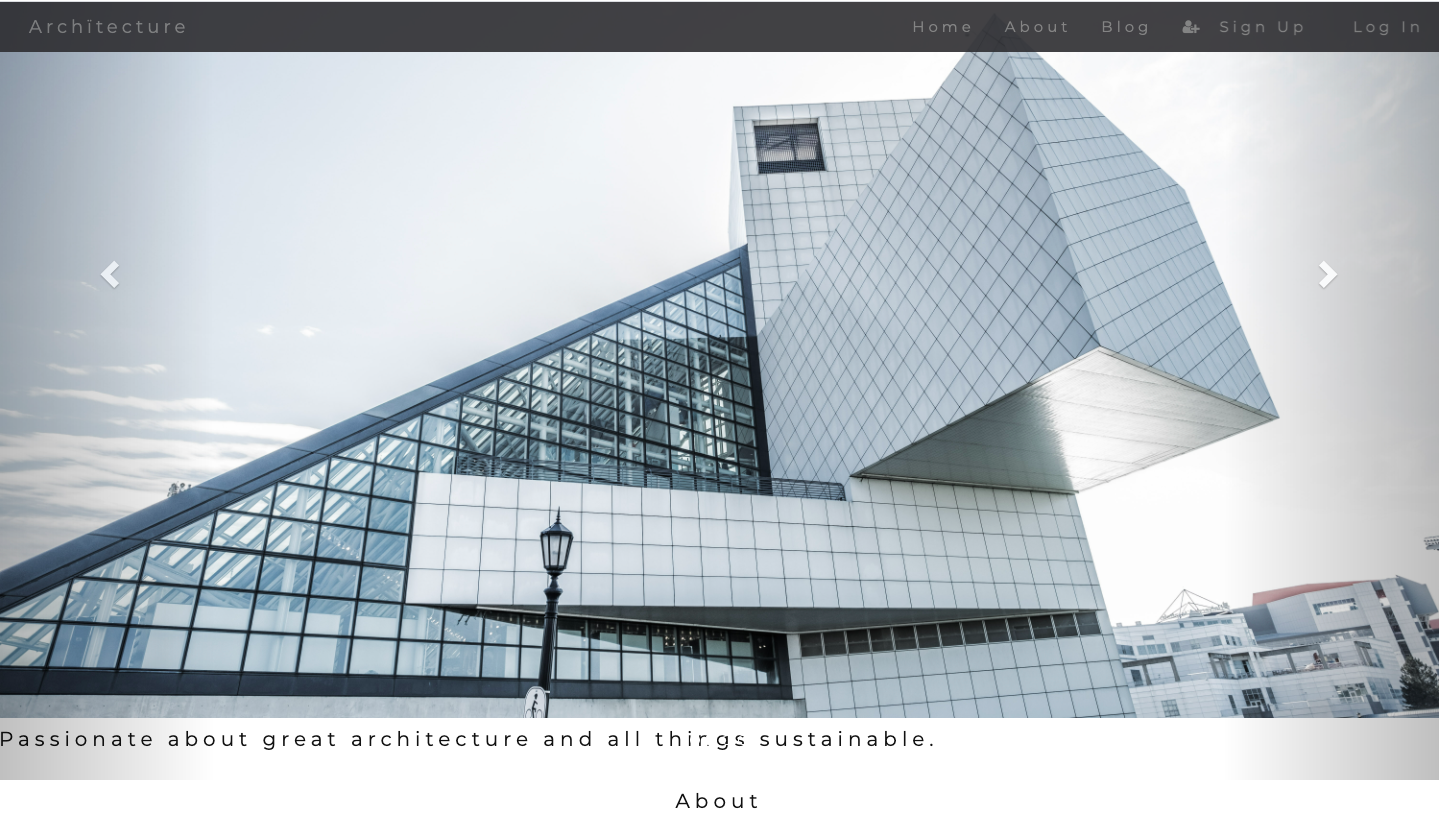 Architecture Home About Blog Sign Up Log In
Passionate about great architecture and all things sustainable.
About